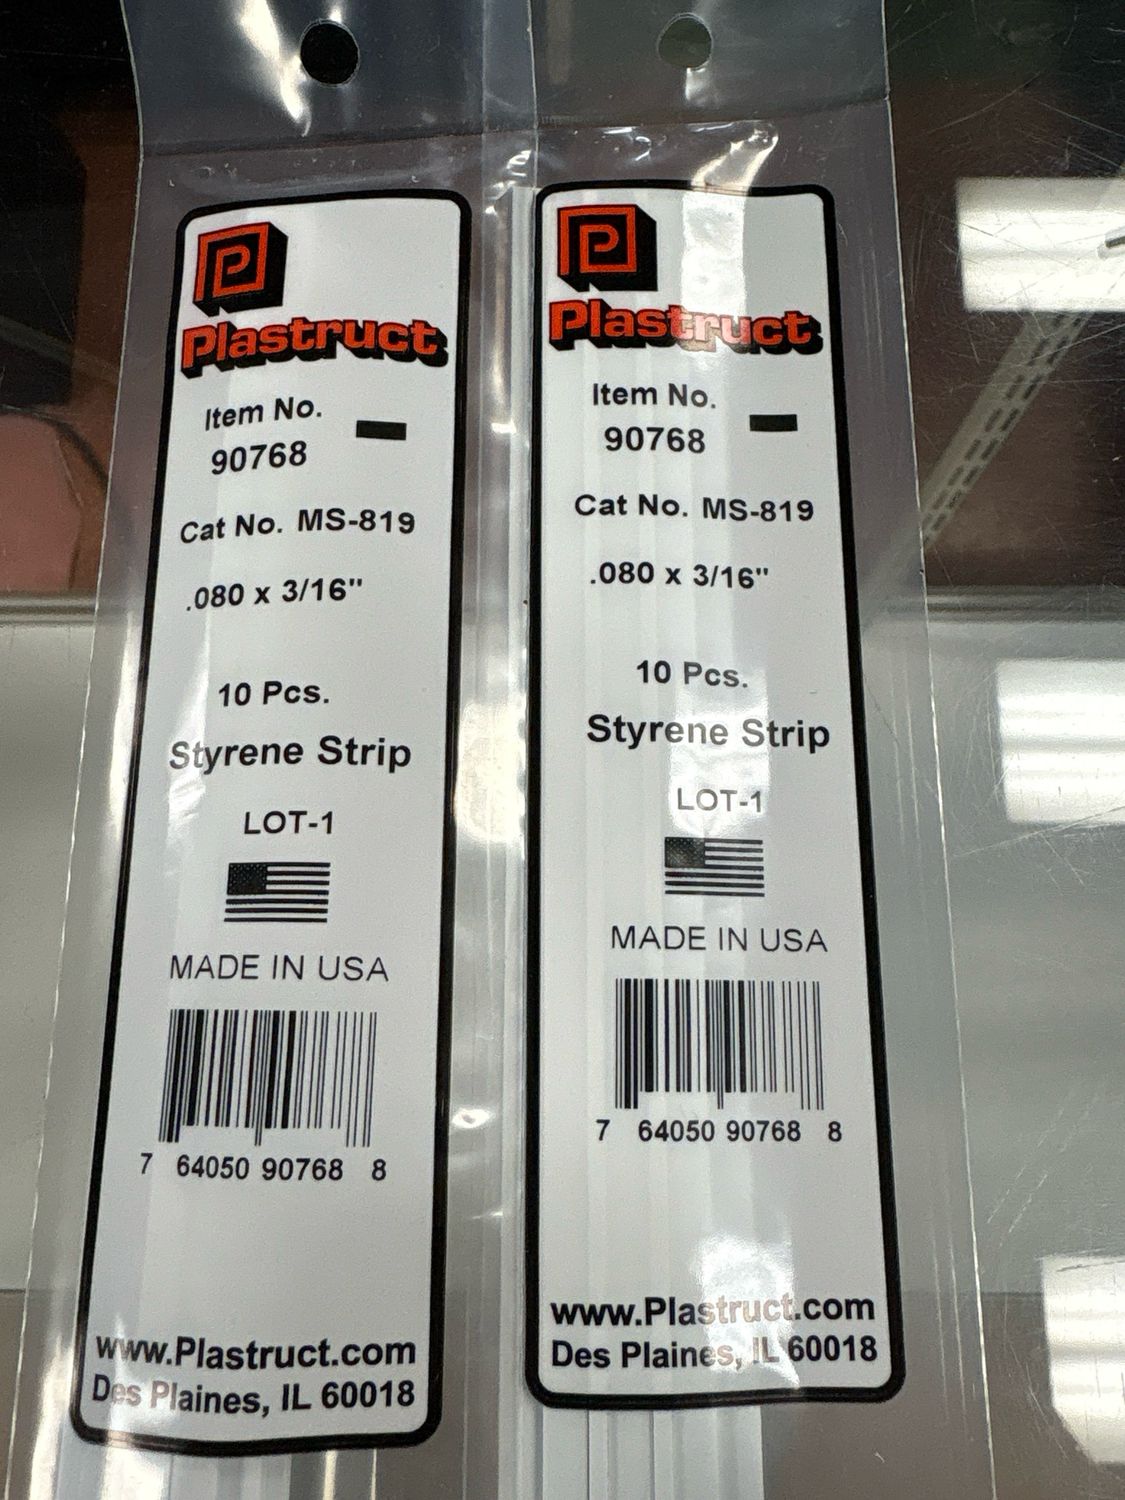 P
Plastruct
Item No.
90768
Cat No. MS-819
.080 x 3/16"
10 Pcs.
Styrene Strip
LOT-1
MADE IN USA
7 64050 90768 8
www.Plastruct.com
Des Plaines, IL 60018
P
Plastruct
Item No.
90768
Cat No. MS-819
.080 x 3/16"
10 Pcs.
Styrene Strip
LOT-1
MADE IN USA
7 64050 90768 8
www.Plastruct.com
Des Plaines, IL 60018